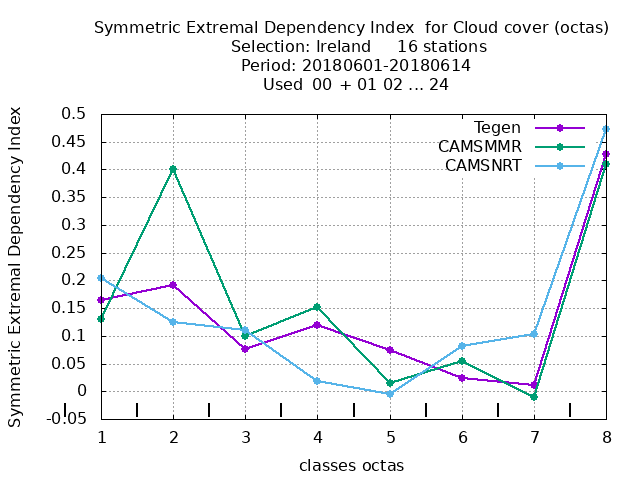 Symmetric Extremal Dependency Index  for Cloud cover (octas)
Selection: Ireland     16 stations
Period: 20180601-20180614
Used  00 + 01 02 ... 24
Symmetric Extremal Dependency Index
0.5
0.45
0.4
0.35
0.3
0.25
0.2
0.15
0.1
0.05
0
-0.05
Tegen
CAMSMMR
CAMSNRT
1 2 3 4 5 6 7 8
classes octas